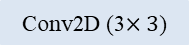 Conv2D (3× 3)